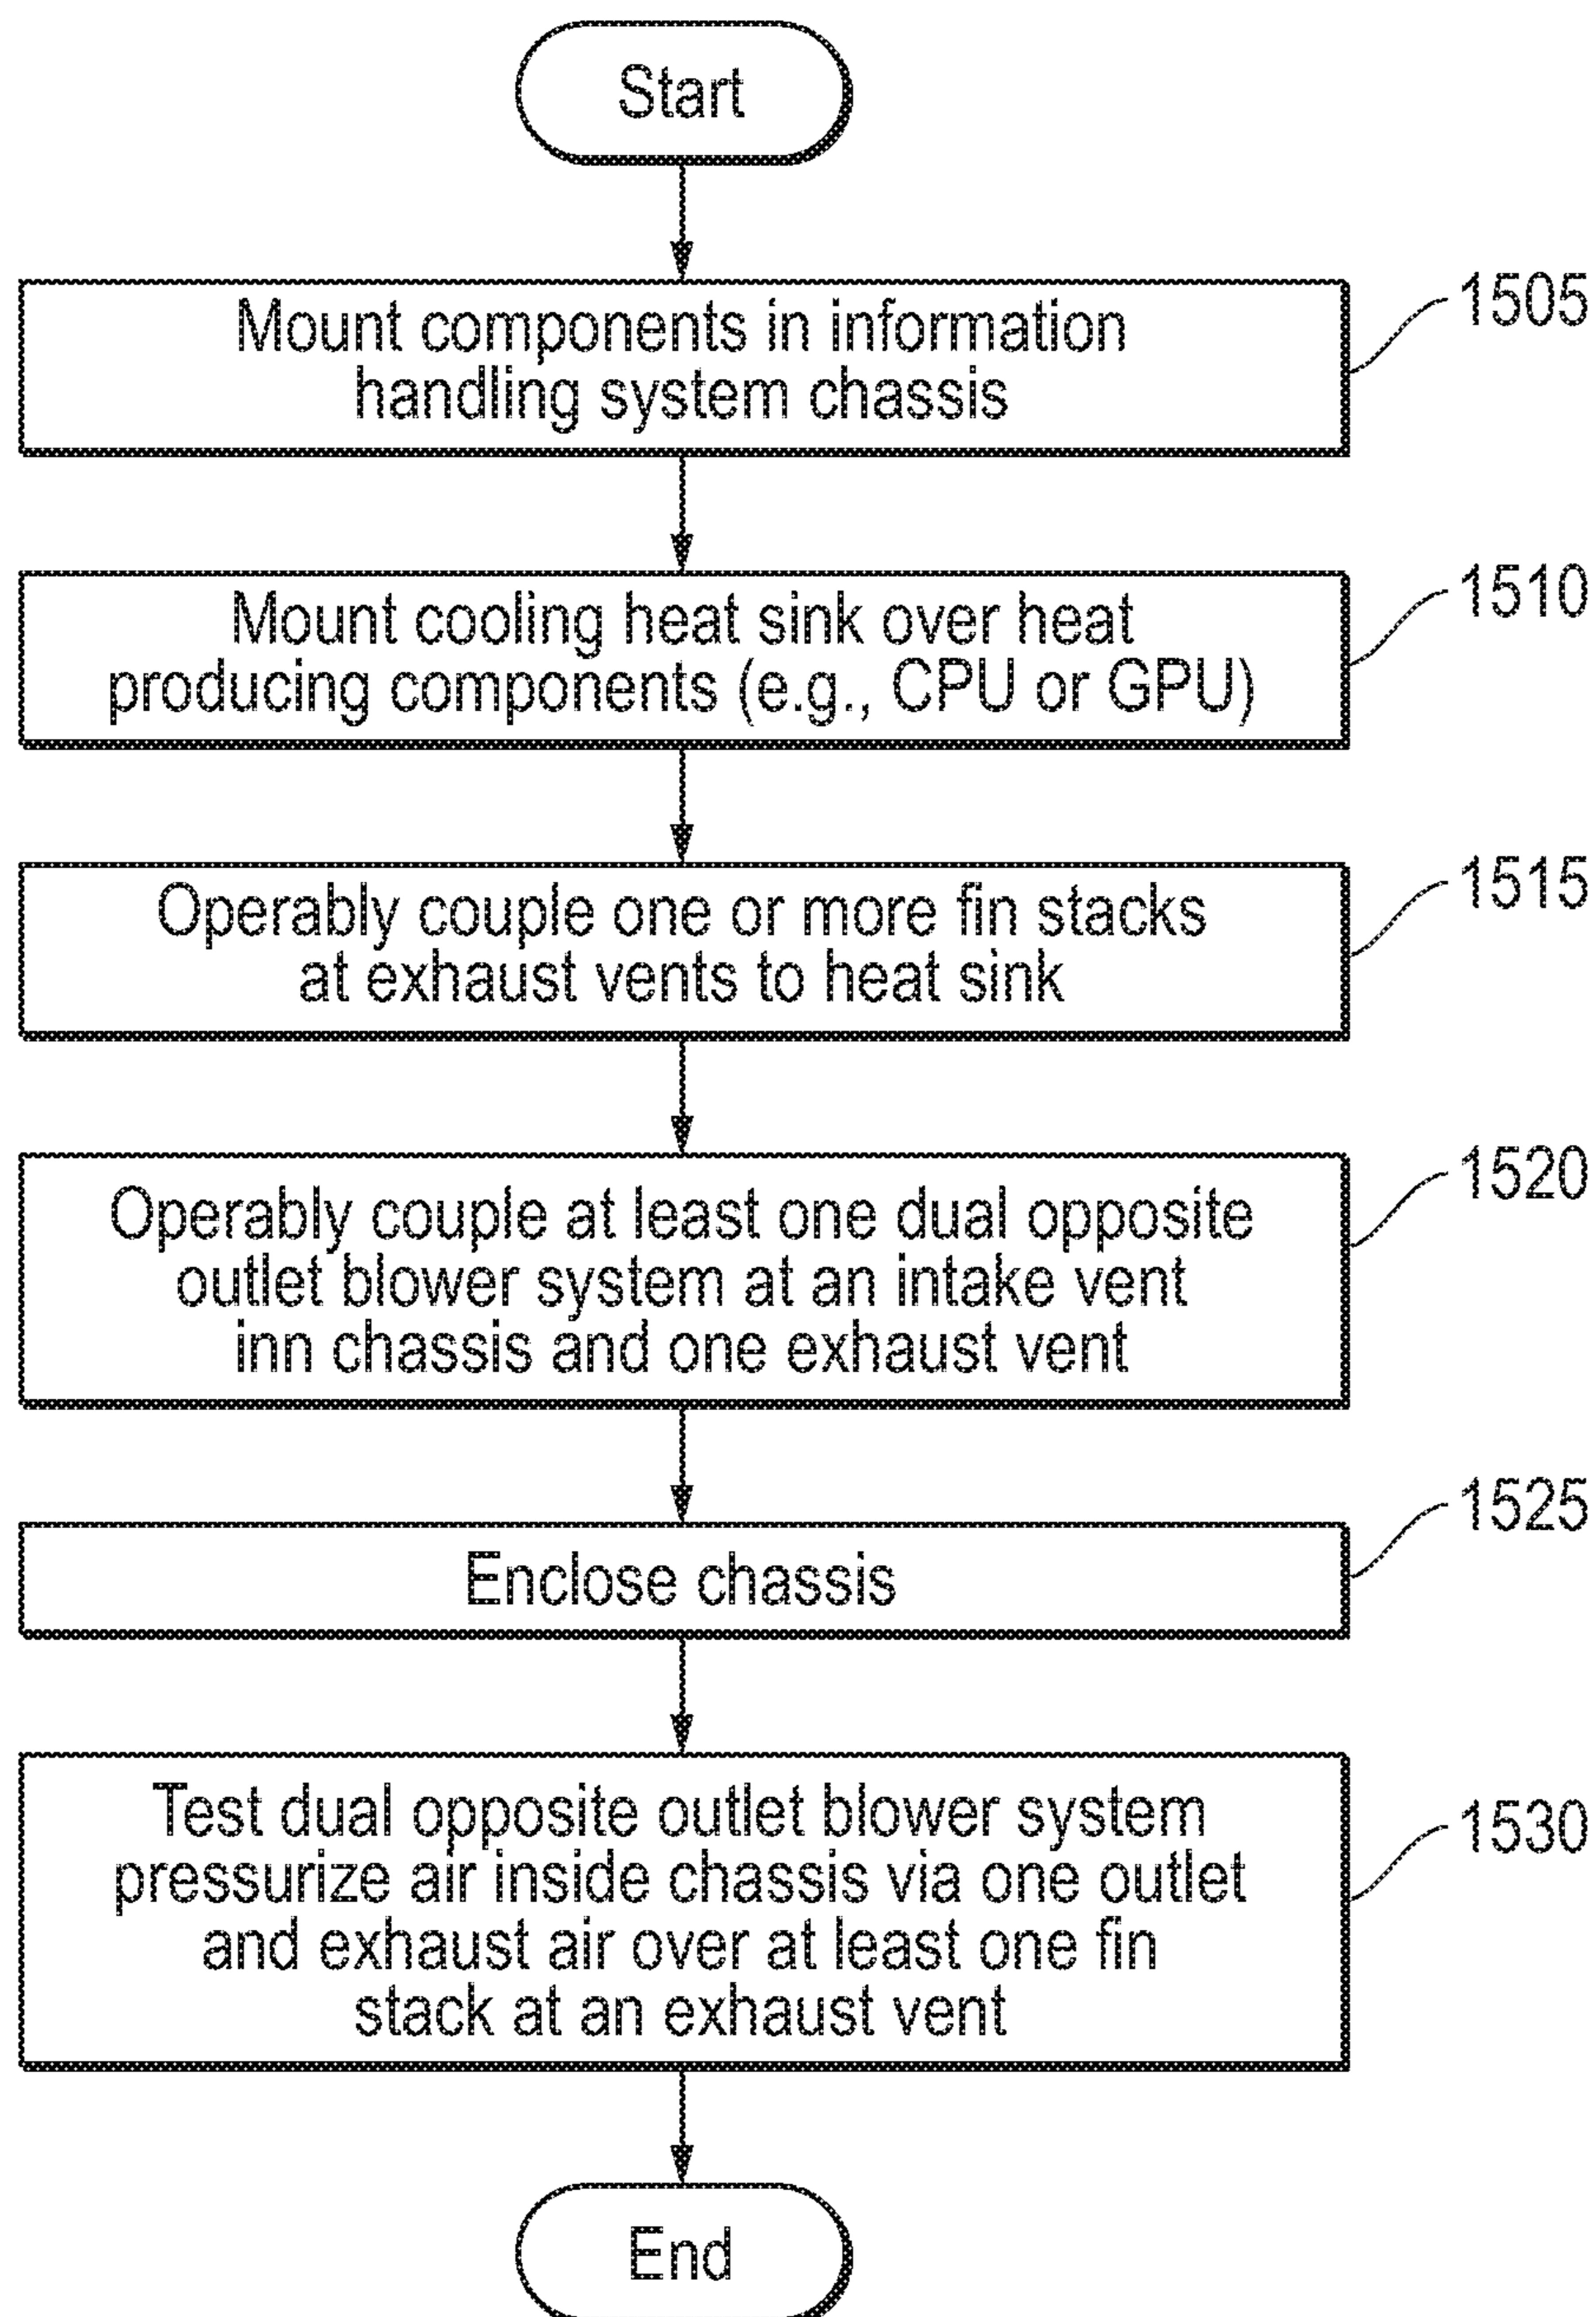 Start
Mount components in information
handling system chassis
1505
Mount cooling heat sink over heat
producing components (e.g., CPU or GPU)
1510
Operably couple one or more fin stacks
at exhaust vents to heat sink
1515
Operably couple at least one dual opposite
outlet blower system at an intake vent
inn chassis and one exhaust vent
1520
Enclose chassis
1525
Test dual opposite outlet blower system
pressurize air inside chassis via one outlet
and exhaust air over at least one fin
stack at an exhaust vent
1530
End